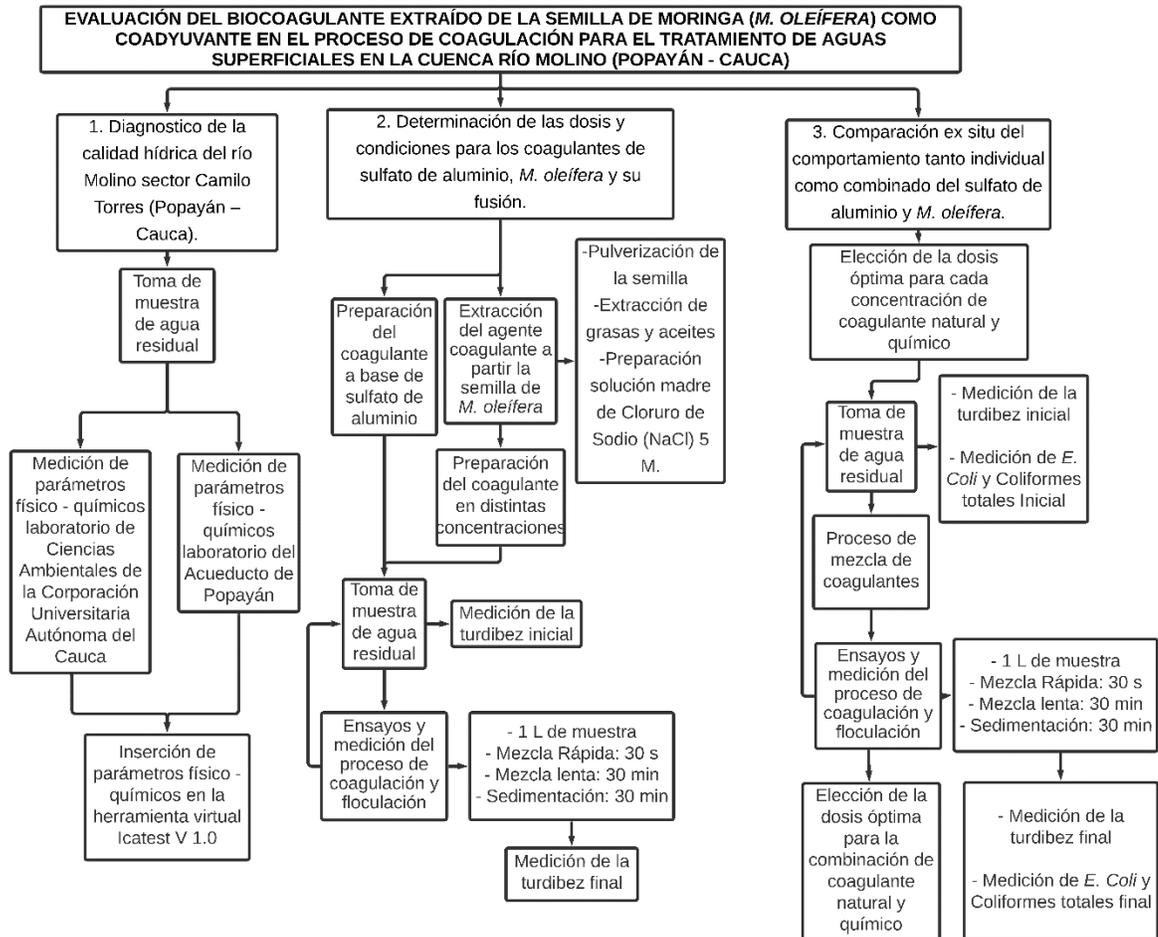 EVALUACIÓN DEL BIOCOAGULANTE EXTRAÍDO DE LA SEMILLA DE MORINGA (M. OLEÍFERA) COMO
COADYUVANTE EN EL PROCESO DE COAGULACIÓN PARA EL TRATAMIENTO DE AGUAS
SUPERFICIALES EN LA CUENCA RÍO MOLINO (POPAYÁN - CAUCA)
1. Diagnostico de la
calidad hídrica del río
Molino sector Camilo
Torres (Popayán –
Cauca).
Toma de
muestra
de agua
residual
Medición de
parámetros
físico - químicos
laboratorio de
Ciencias
Ambientales de
la Corporación
Universitaria
Autónoma del
Cauca
Medición de
parámetros
físico -
químicos
laboratorio del
Acueducto de
Popayán
Inserción de
parámetros físico -
químicos en la
herramienta virtual
Icatest V 1.0
2. Determinación de las dosis y
condiciones para los coagulantes de
sulfato de aluminio, M. oleífera y su
fusión.
Preparación
del
coagulante
a base de
sulfato de
aluminio
Extracción
del agente
coagulante a
partir la
semilla de
M. oleífera
-Pulverización de
la semilla
-Extracción de
grasas y aceites
-Preparación
solución madre
de Cloruro de
Sodio (NaCl) 5
M.
Preparación
del coagulante
en distintas
concentraciones
Toma de
muestra
de agua
residual
Medición de la
turdibez inicial
Ensayos y
medición del
proceso de
coagulación y
floculación
- 1 L de muestra
- Mezcla Rápida: 30 s
- Mezcla lenta: 30 min
- Sedimentación: 30 min
Medición de la
turdibez final
3. Comparación ex situ del
comportamiento tanto individual
como combinado del sulfato de
aluminio y M. oleífera.
Elección de la dosis
óptima para cada
concentración de
coagulante natural y
químico
Toma de
muestra
de agua
residual
- Medición de la
turdibez inicial
- Medición de E.
Coli y Coliformes
totales Inicial
Proceso de
mezcla de
coagulantes
Ensayos y
medición del
proceso de
coagulación y
floculación
- 1 L de muestra
- Mezcla Rápida: 30 s
- Mezcla lenta: 30 min
- Sedimentación: 30 min
Elección de la
dosis óptima
para la
combinación de
coagulante
natural y
químico
- Medición de la
turdibez final
- Medición de E. Coli y
Coliformes totales final